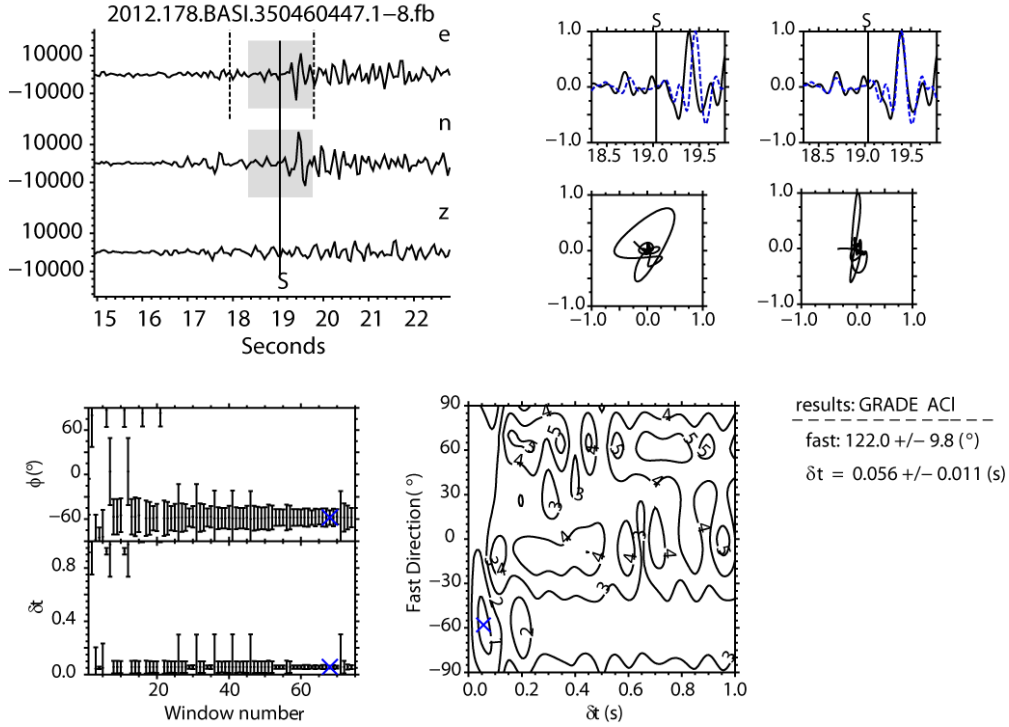 2012.178.BASI.350460447.1−8.fb
e
10000
−10000
n
10000
−10000
z
10000
−10000
S
15 16 17 18 19 20 21 22
Seconds
S
1.0
0.0
−1.0
18.5 19.0 19.5
S
1.0
0.0
−1.0
18.5 19.0 19.5
1.0
0.0
−1.0
−1.0 0.0 1.0
1.0
0.0
−1.0
−1.0 0.0 1.0
60
0
−60
ϕ(°)
0.8
0.4
0.0
δt
20 40 60
Window number
90
60
30
0
−30
−60
−90
Fast Direction(°)
0.0 0.2 0.4 0.6 0.8 1.0
δt (s)
results: GRADE ACl
fast: 122.0 +/− 9.8 (°)
δt = 0.056 +/− 0.011 (s)